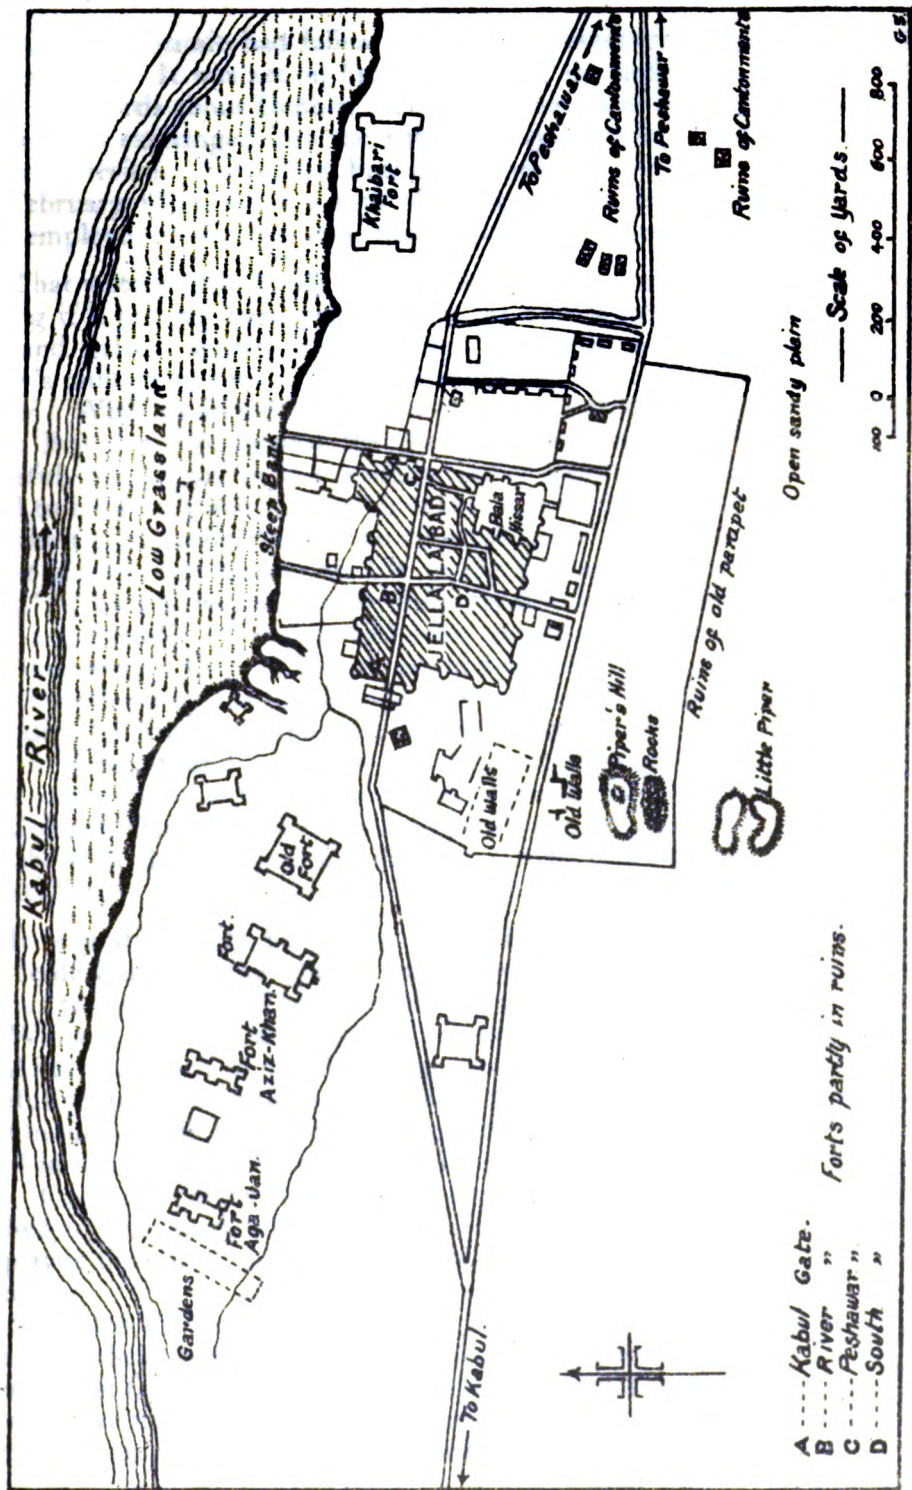 Kabul River
Low Grassland
Steep Bank
Khaibari
Fort
To Peshawar
Ruins of Cantonments
To Peshawar
Ruins of Cantonments
Gardens
Fort
Aga-Jan.
Fort
Aziz-Khan.
Fort.
Old
Fort
A
B
C
D
JELLALABAD
Bala
Hissar
Old Walls
Old Walls
Piper's Hill
Rocks
Little Piper
Ruins of old parapet
Open sandy plain
To Kabul.
A ---- Kabul Gate.
B ---- River "
C ---- Peshawar "
D ---- South "
Forts partly in ruins.
Scale of Yards.
100 0 200 400 600 800
G.S.